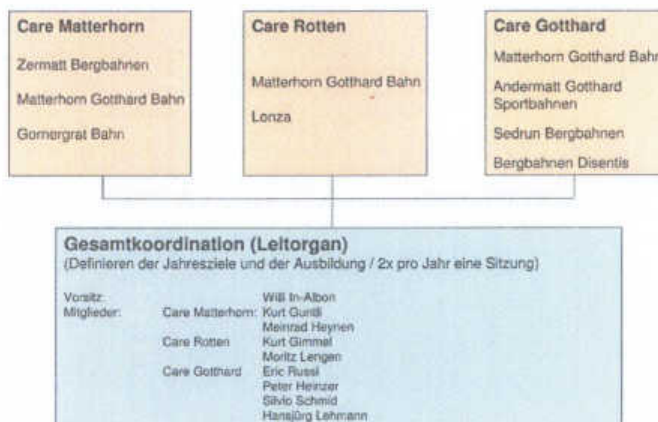 Care Matterhorn
Zermatt Bergbahnen
Matterhorn Gotthard Bahn
Gornergrat Bahn
Care Rotten
Matterhorn Gotthard Bahn
Lonza
Care Gotthard
Matterhorn Gotthard Bahn
Andermatt Gotthard
Sportbahnen
Sedrun Bergbahnen
Bergbahnen Disentis
Gesamtkoordination (Leitorgan)
(Definieren der Jahresziele und der Ausbildung / 2x pro Jahr eine Sitzung)
Vorsitz: Willi In-Albon
Mitglieder: Care Matterhorn: Kurt Guntli
Meinrad Heynen
Care Rotten Kurt Gimmel
Moritz Lengen
Care Gotthard Eric Russi
Peter Heinzer
Silvio Schmid
Hansjürg Lehmann